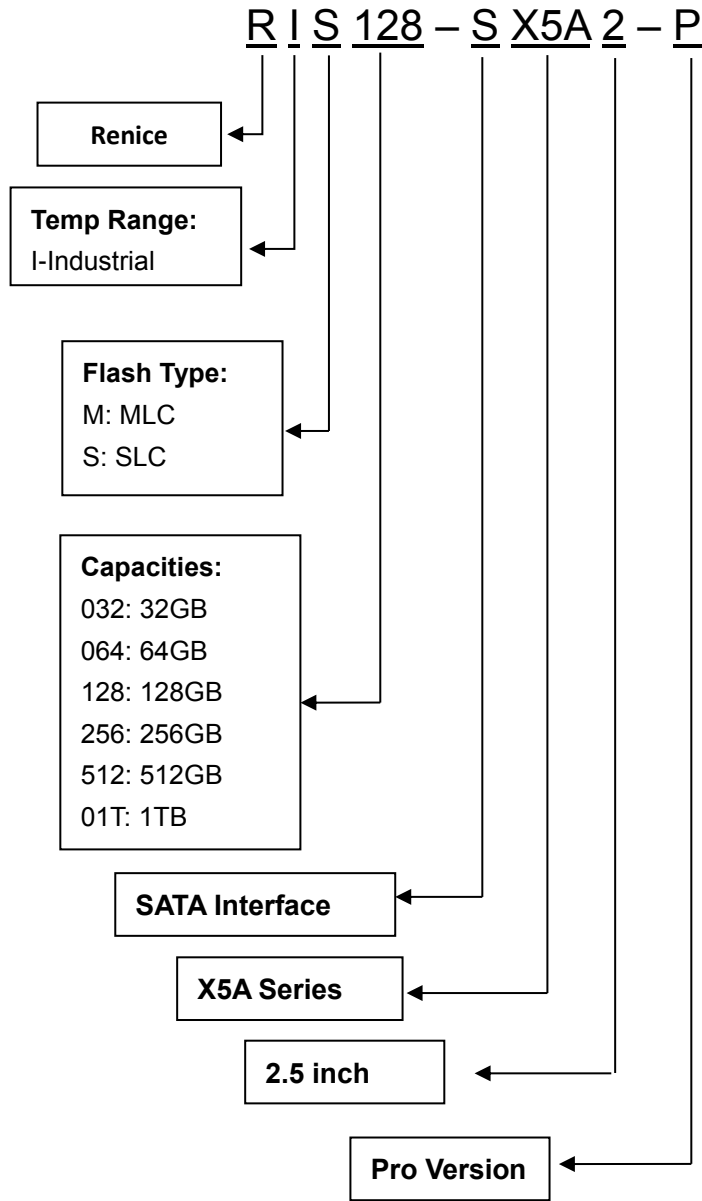 R I S 128 – S X5A 2 – P
Renice
Temp Range:
I-Industrial
Flash Type:
M: MLC
S: SLC
Capacities:
032: 32GB
064: 64GB
128: 128GB
256: 256GB
512: 512GB
01T: 1TB
SATA Interface
X5A Series
2.5 inch
Pro Version